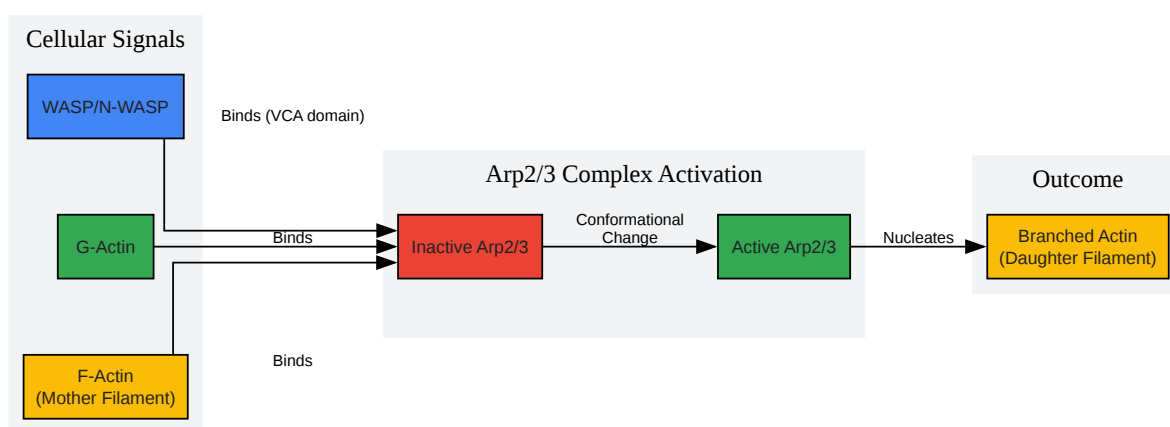 Cellular Signals
WASP/N-WASP
Binds (VCA domain)
G-Actin
Binds
F-Actin
(Mother Filament)
Binds
Arp2/3 Complex Activation
Inactive Arp2/3
Conformational
Change
Active Arp2/3
Nucleates
Outcome
Branched Actin
(Daughter Filament)